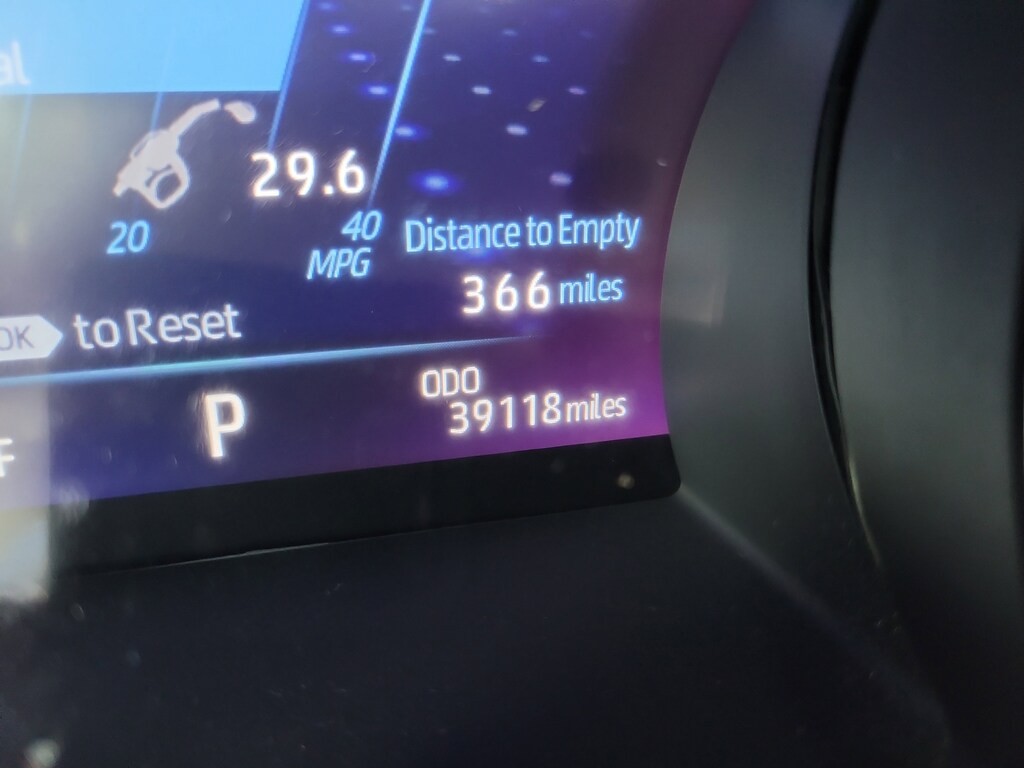 al
29.6
20 40
MPG
Distance to Empty
366 miles
OK to Reset
P
ODO
39118 miles
F